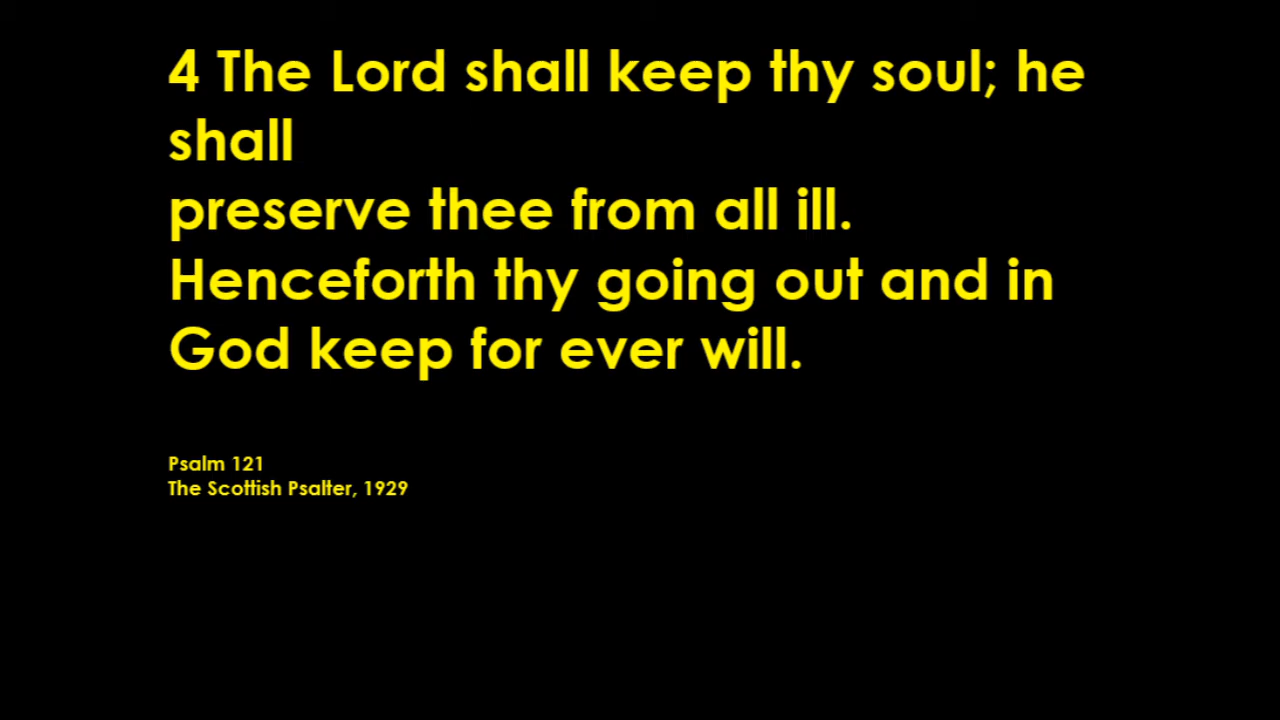 4 The Lord shall keep thy soul; he
shall
preserve thee from all ill.
Henceforth thy going out and in
God keep for ever will.
Psalm 121
The Scottish Psalter, 1929